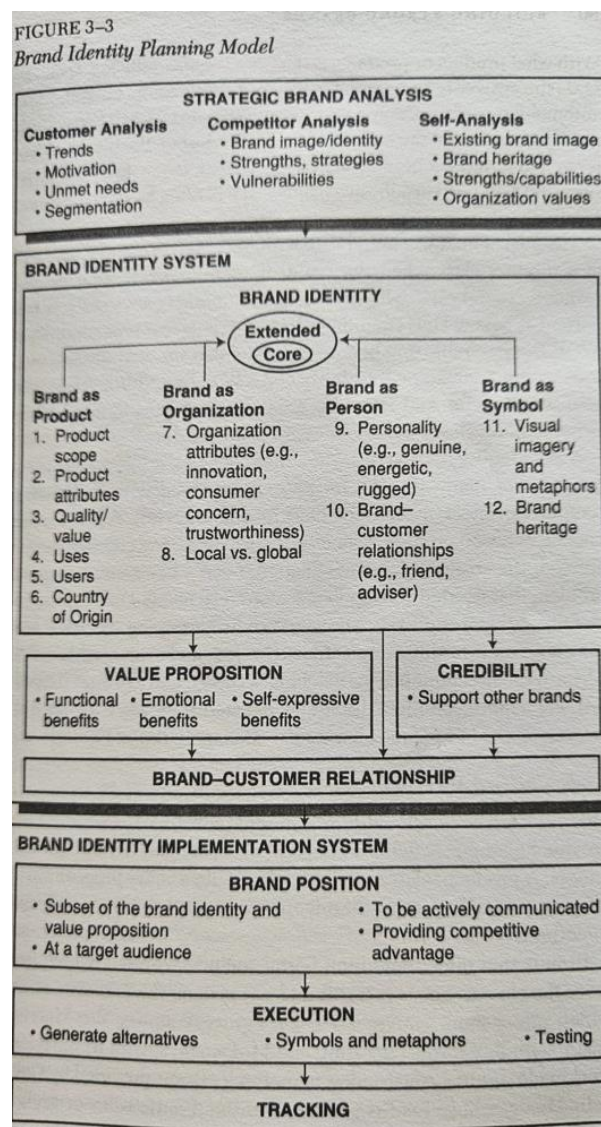 FIGURE 3–3
Brand Identity Planning Model
STRATEGIC BRAND ANALYSIS
Customer Analysis
• Trends
• Motivation
• Unmet needs
• Segmentation
Competitor Analysis
• Brand image/identity
• Strengths, strategies
• Vulnerabilities
Self-Analysis
• Existing brand image
• Brand heritage
• Strengths/capabilities
• Organization values
BRAND IDENTITY SYSTEM
BRAND IDENTITY
Extended
Core
Brand as
Product
1. Product
scope
2. Product
attributes
3. Quality/
value
4. Uses
5. Users
6. Country
of Origin
Brand as
Organization
7. Organization
attributes (e.g.,
innovation,
consumer
concern,
trustworthiness)
8. Local vs. global
Brand as
Person
9. Personality
(e.g., genuine,
energetic,
rugged)
10. Brand–
customer
relationships
(e.g., friend,
adviser)
Brand as
Symbol
11. Visual
imagery
and
metaphors
12. Brand
heritage
VALUE PROPOSITION
• Functional
benefits
• Emotional
benefits
• Self-expressive
benefits
CREDIBILITY
• Support other brands
BRAND–CUSTOMER RELATIONSHIP
BRAND IDENTITY IMPLEMENTATION SYSTEM
BRAND POSITION
• Subset of the brand identity and
value proposition
• At a target audience
• To be actively communicated
• Providing competitive
advantage
EXECUTION
• Generate alternatives
• Symbols and metaphors
• Testing
TRACKING